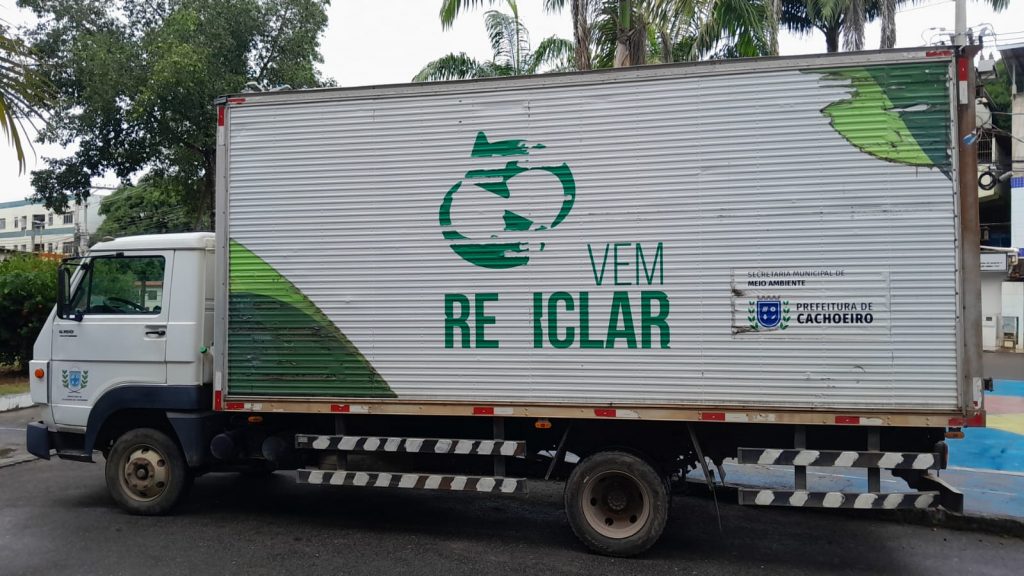 VEM
RE ICLAR
SECRETARIA MUNICIPAL DE
MEIO AMBIENTE
PREFEITURA DE
CACHOEIRO